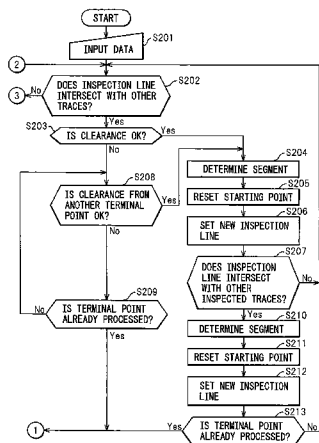 START
INPUT DATA
S201
2
DOES INSPECTION LINE
INTERSECT WITH OTHER
TRACES?
S202
No
3
Yes
S203
IS CLEARANCE OK?
Yes
No
S204
DETERMINE SEGMENT
S205
RESET STARTING POINT
S206
SET NEW INSPECTION
LINE
S208
IS CLEARANCE FROM
ANOTHER TERMINAL
POINT OK?
Yes
No
S207
DOES INSPECTION
LINE INTERSECT
WITH OTHER
INSPECTED TRACES?
No
Yes
S209
IS TERMINAL POINT
ALREADY PROCESSED?
No
Yes
S210
DETERMINE SEGMENT
S211
RESET STARTING POINT
S212
SET NEW INSPECTION
LINE
S213
IS TERMINAL POINT
ALREADY PROCESSED?
Yes
No
1